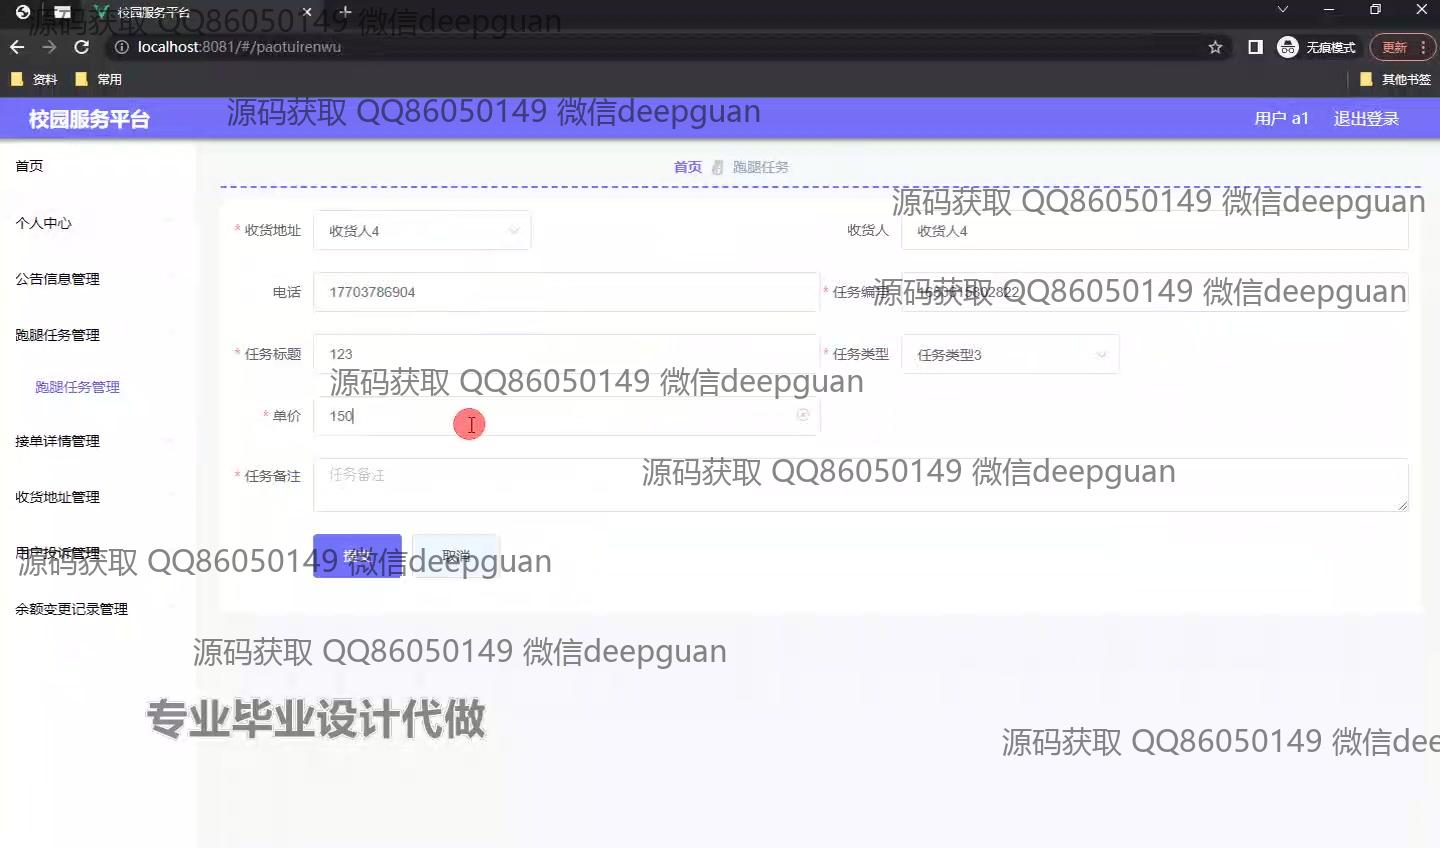 校园服务平台
localhost:8081/#/paotuirenwu
无痕模式
更新
资料
常用
其他书签
校园服务平台
用户 a1
退出登录
源码获取 QQ86050149 微信deepguan
源码获取 QQ86050149 微信deepguan
首页
个人中心
公告信息管理
跑腿任务管理
跑腿任务管理
接单详情管理
收货地址管理
用户投诉管理
余额变更记录管理
首页
跑腿任务
源码获取 QQ86050149 微信deepguan
* 收货地址
收货人4
收货人
收货人4
电话
17703786904
* 任务编号
源码获取 QQ86050149 微信deepguan
* 任务标题
123
* 任务类型
任务类型3
源码获取 QQ86050149 微信deepguan
* 单价
150
* 任务备注
任务备注
源码获取 QQ86050149 微信deepguan
提交
取消
源码获取 QQ86050149 微信deepguan
源码获取 QQ86050149 微信deepguan
专业毕业设计代做
源码获取 QQ86050149 微信dee